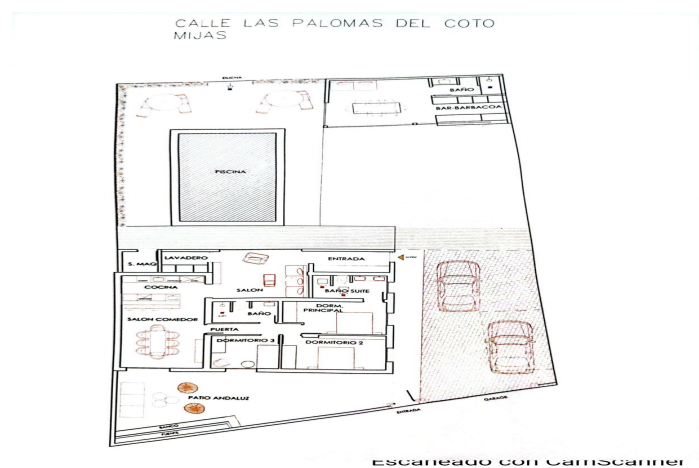 CALLE LAS PALOMAS DEL COTO
MIJAS
DUCHA
BAÑO
BAR-BARBACOA
PISCINA
S. MAQ
LAVADERO
ENTRADA
COCINA
SALON
BAÑO SUITE
DORM.
PRINCIPAL
SALON COMEDOR
BAÑO
PUERTA
DORMITORIO 3
DORMITORIO 2
PATIO ANDALUZ
BANCO
ENTRADA
GARAGE
Escaneado con CamScanner